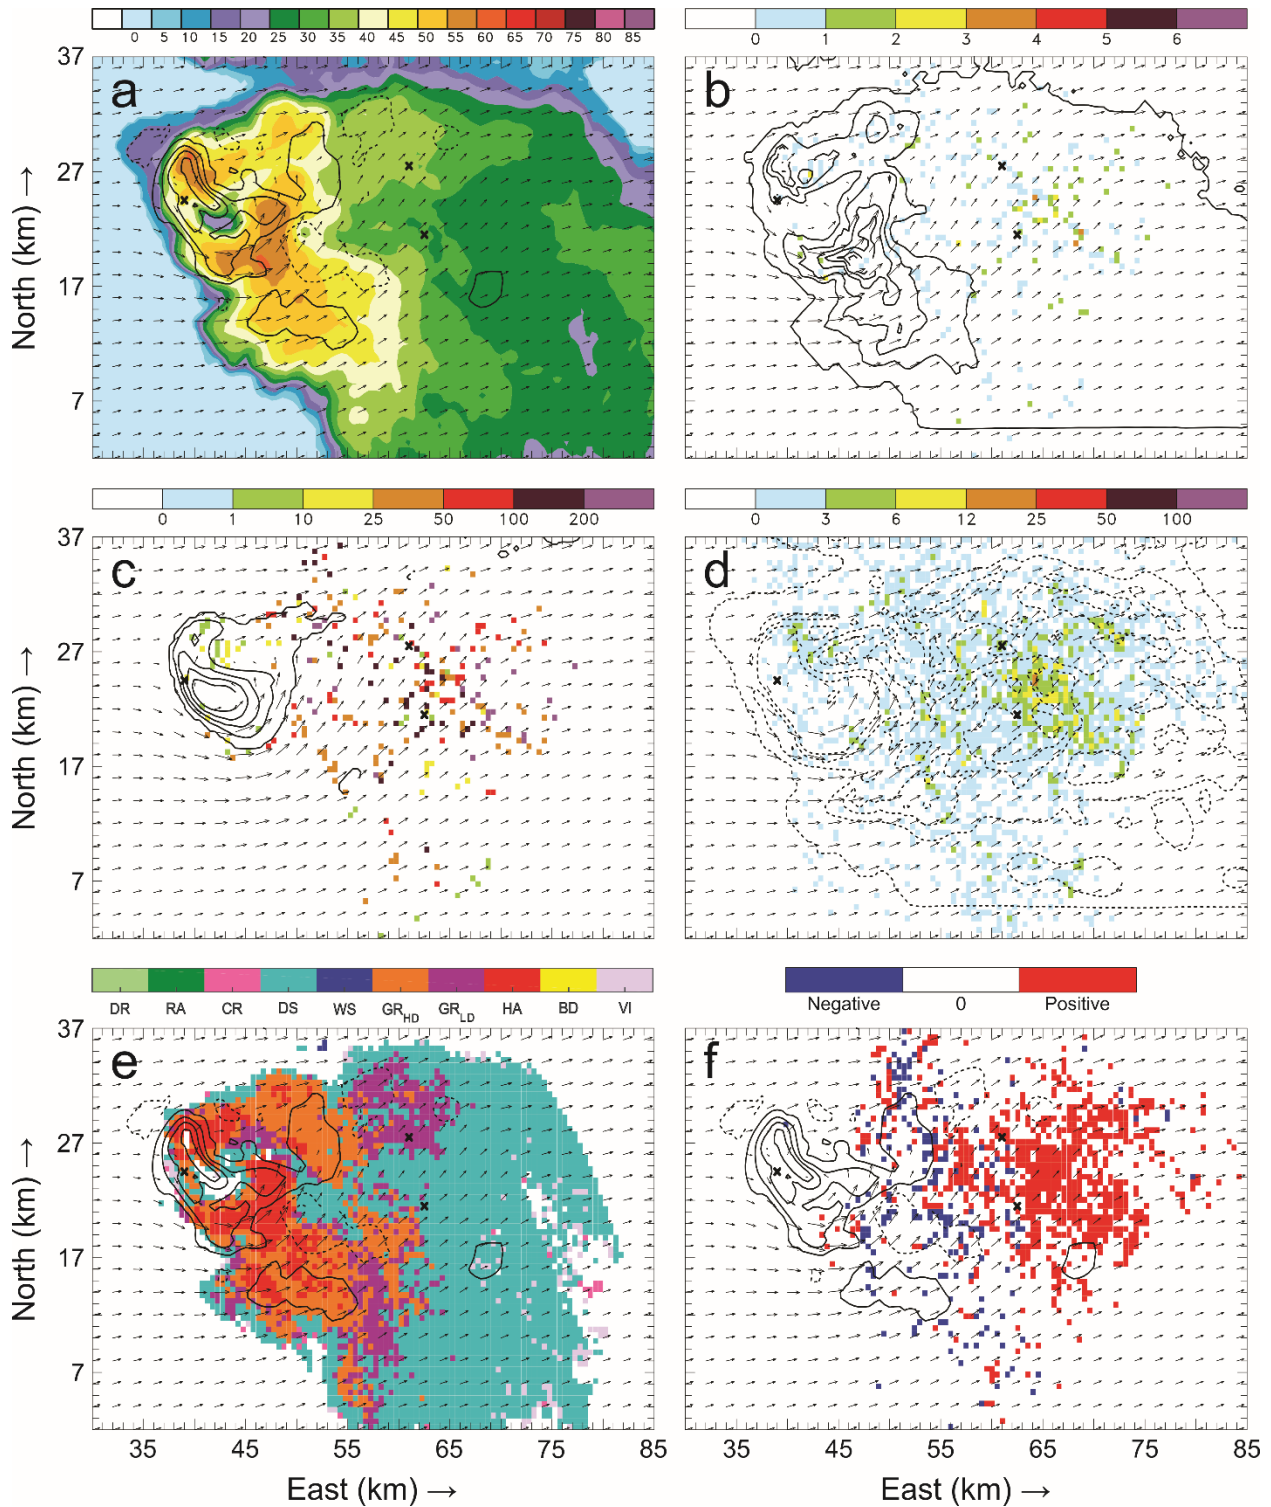 0 5 10 15 20 25 30 35 40 45 50 55 60 65 70 75 80 85
0 1 2 3 4 5 6
37
a
b
27
17
7
North (km) →
0 1 10 25 50 100 200
0 3 6 12 25 50 100
37
c
d
27
17
7
North (km) →
DR RA CR DS WS GR_HD GR_LD HA BD VI
Negative 0 Positive
37
e
f
27
17
7
North (km) →
35 45 55 65 75 85
35 45 55 65 75 85
East (km) →
East (km) →